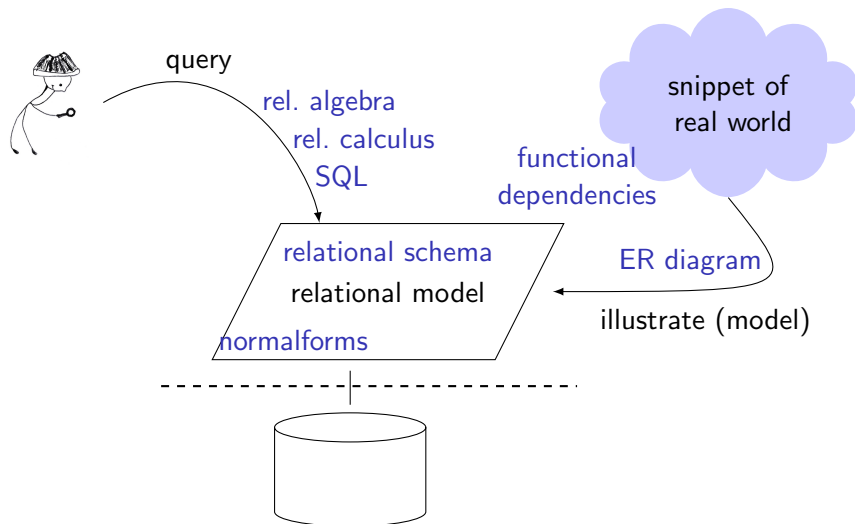 query
rel. algebra
rel. calculus
SQL
snippet of
real world
functional
dependencies
relational schema
relational model
normalforms
ER diagram
illustrate (model)